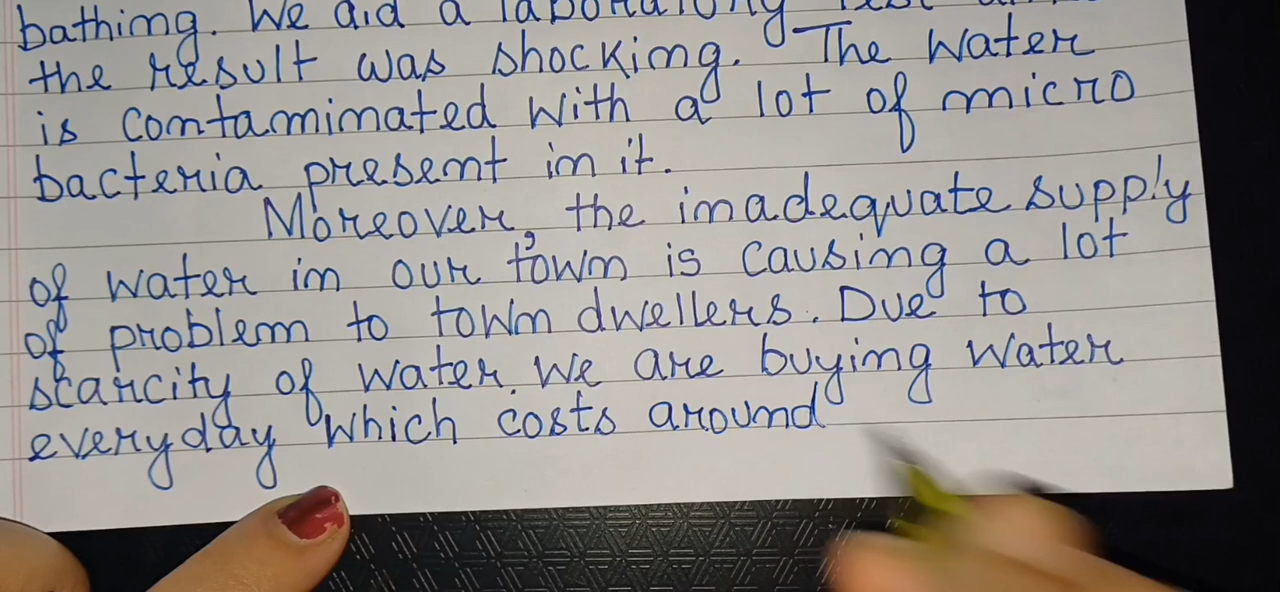 bathing. We did a laboratory test
the result was shocking. The water
is contaminated with a lot of micro
bacteria present in it.
Moreover, the inadequate supply
of water in our town is causing a lot
of problem to town dwellers. Due to
scarcity of water. We are buying water
everyday which costs around